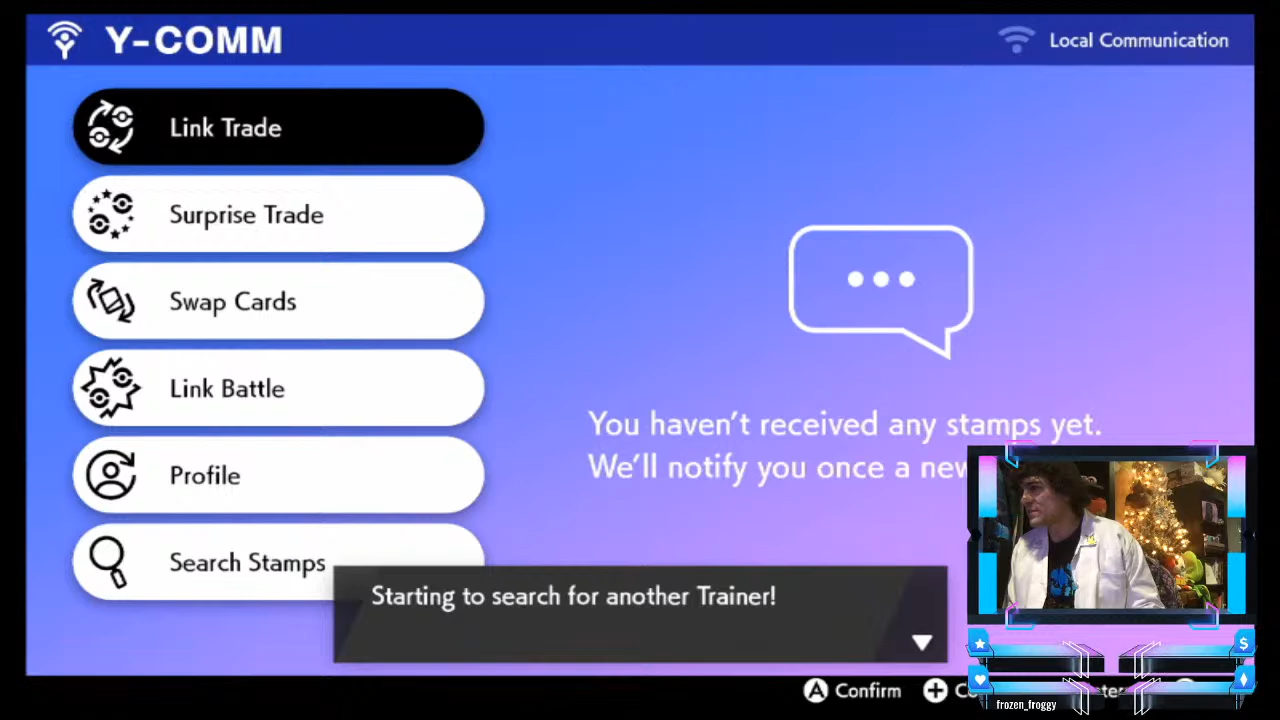 Y-COMM
Local Communication
Link Trade
Surprise Trade
Swap Cards
Link Battle
Profile
Search Stamps
You haven't received any stamps yet.
We'll notify you once a new
Starting to search for another Trainer!
A Confirm
$
frozen_froggy